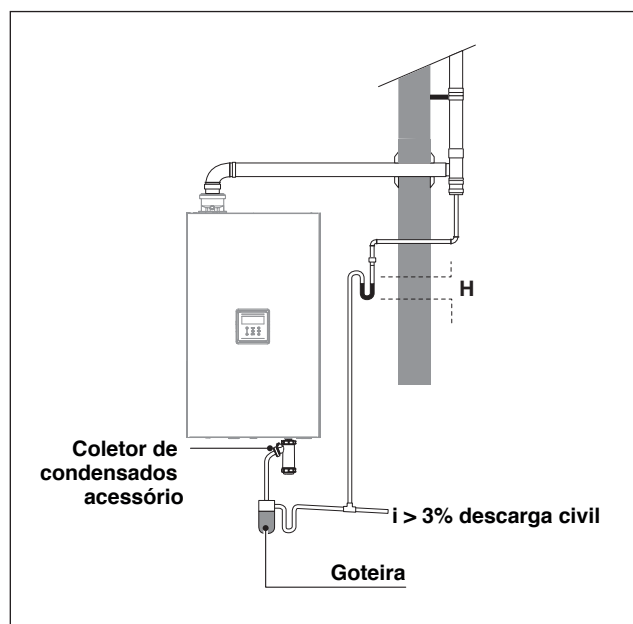 H
Coletor de
condensados
acessório
i > 3% descarga civil
Goteira